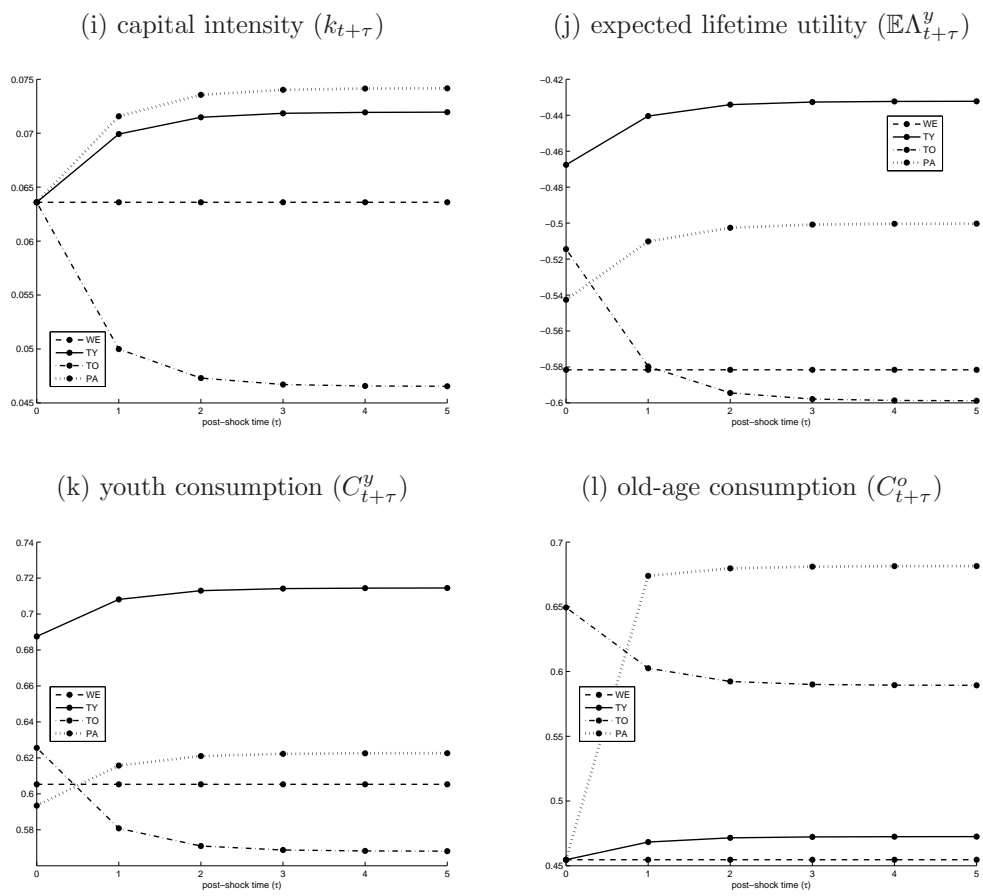 (i) capital intensity (k_{t+τ})
0.075
0.07
0.065
0.06
0.055
0.05
0.045
WE
TY
TO
PA
0 1 2 3 4 5
post−shock time (τ)
(j) expected lifetime utility (𝔼Λ^y_{t+τ})
−0.42
−0.44
−0.46
−0.48
−0.5
−0.52
−0.54
−0.56
−0.58
−0.6
WE
TY
TO
PA
0 1 2 3 4 5
post−shock time (τ)
(k) youth consumption (C^y_{t+τ})
0.74
0.72
0.7
0.68
0.66
0.64
0.62
0.6
0.58
WE
TY
TO
PA
0 1 2 3 4 5
post−shock time (τ)
(l) old-age consumption (C^o_{t+τ})
0.7
0.65
0.6
0.55
0.5
0.45
WE
TY
TO
PA
0 1 2 3 4 5
post−shock time (τ)